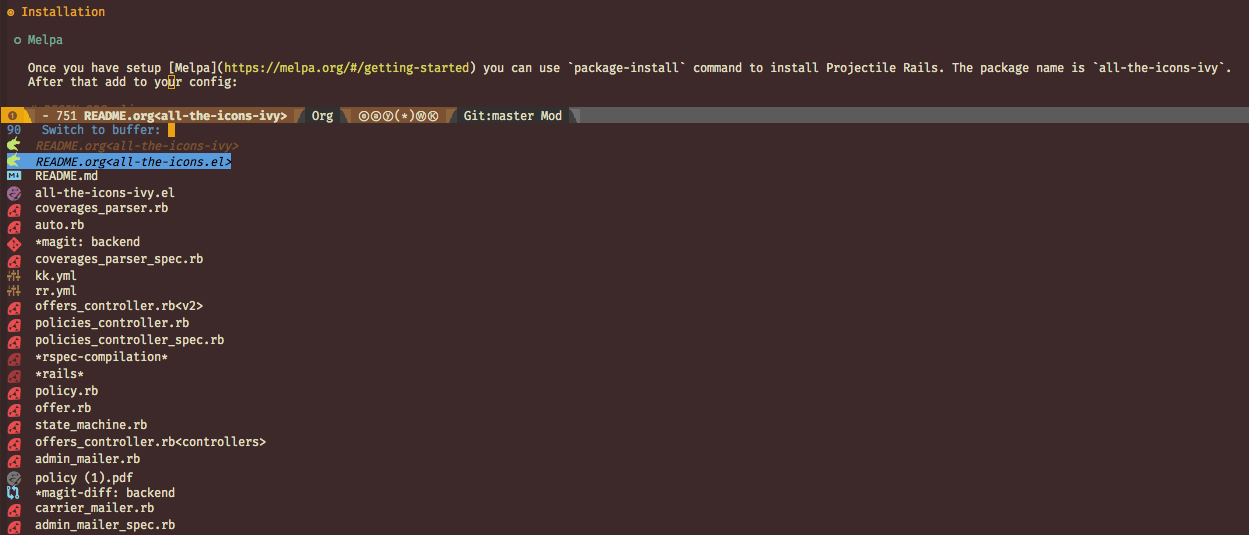 Installation
Melpa
Once you have setup [Melpa](https://melpa.org/#/getting-started) you can use `package-install` command to install Projectile Rails. The package name is `all-the-icons-ivy`.
After that add to your config:
- 751 README.org<all-the-icons-ivy> Org ⓔⓐⓨ(*)ⓦⓚ Git:master Mod
90 Switch to buffer:
README.org<all-the-icons-ivy>
README.org<all-the-icons.el>
README.md
all-the-icons-ivy.el
coverages_parser.rb
auto.rb
*magit: backend
coverages_parser_spec.rb
kk.yml
rr.yml
offers_controller.rb<v2>
policies_controller.rb
policies_controller_spec.rb
*rspec-compilation*
*rails*
policy.rb
offer.rb
state_machine.rb
offers_controller.rb<controllers>
admin_mailer.rb
policy (1).pdf
*magit-diff: backend
carrier_mailer.rb
admin_mailer_spec.rb